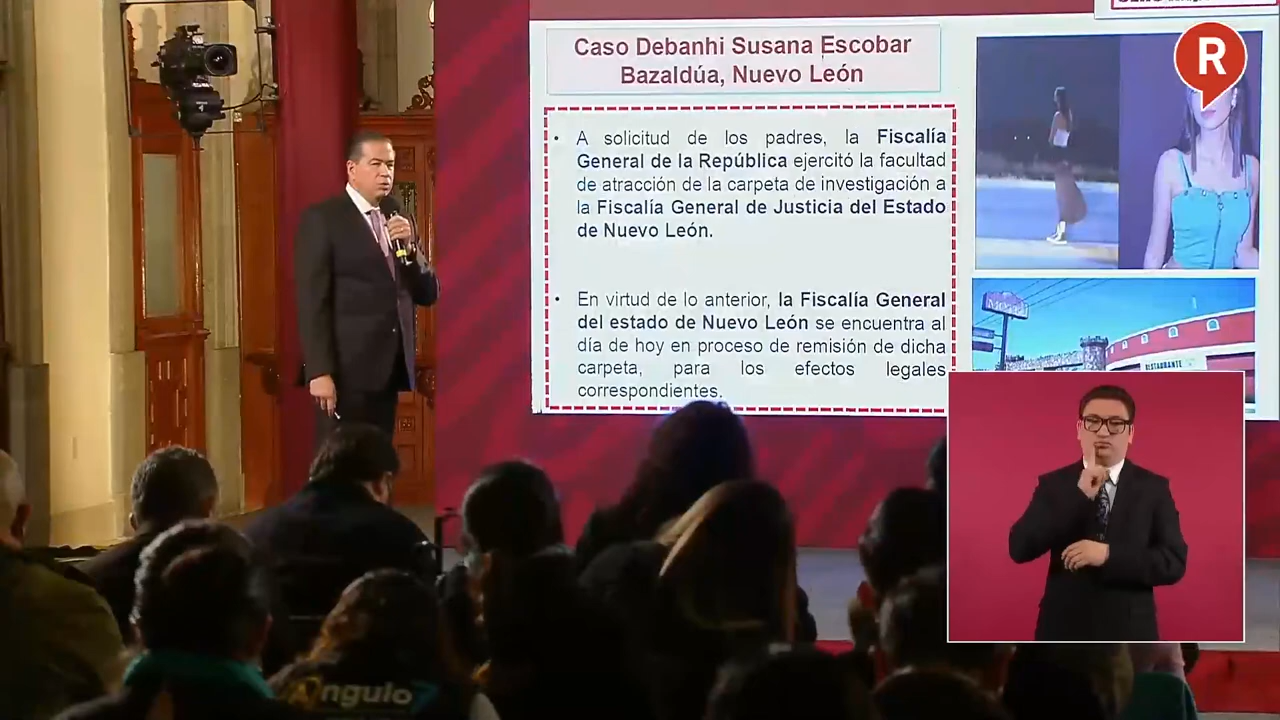 R
Caso Debanhi Susana Escobar
Bazaldúa, Nuevo León
• A solicitud de los padres, la Fiscalía
General de la República ejercitó la facultad
de atracción de la carpeta de investigación a
la Fiscalía General de Justicia del Estado
de Nuevo León.
• En virtud de lo anterior, la Fiscalía General
del estado de Nuevo León se encuentra al
día de hoy en proceso de remisión de dicha
carpeta, para los efectos legales
correspondientes.
RESTAURANTE
Angulo7